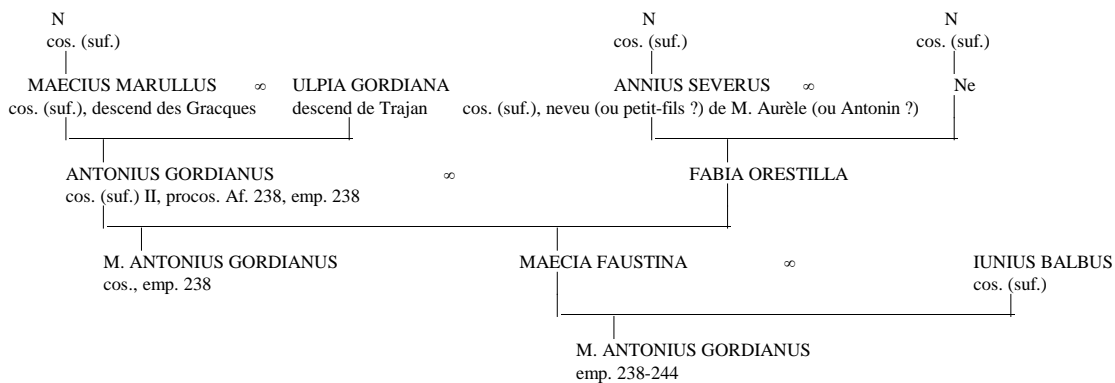 N N N
cos. (suf.) cos. (suf.) cos. (suf.)
MAECIUS MARULLUS ∞ ULPIA GORDIANA ANNIUS SEVERUS ∞ Ne
cos. (suf.), descend des Gracques descend de Trajan cos. (suf.), neveu (ou petit-fils ?) de M. Aurèle (ou Antonin ?)
ANTONIUS GORDIANUS ∞ FABIA ORESTILLA
cos. (suf.) II, procos. Af. 238, emp. 238
M. ANTONIUS GORDIANUS MAECIA FAUSTINA ∞ IUNIUS BALBUS
cos., emp. 238 cos. (suf.)
M. ANTONIUS GORDIANUS
emp. 238-244